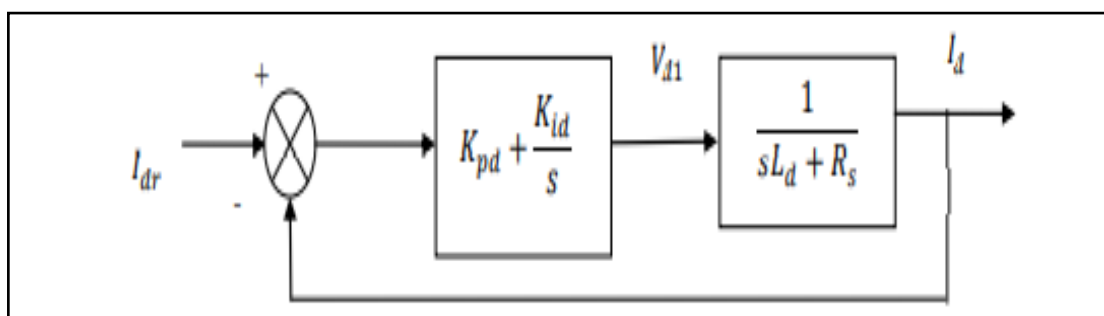 +
I_dr
-
K_pd + K_id/s
V_d1
1/(sL_d + R_s)
I_d